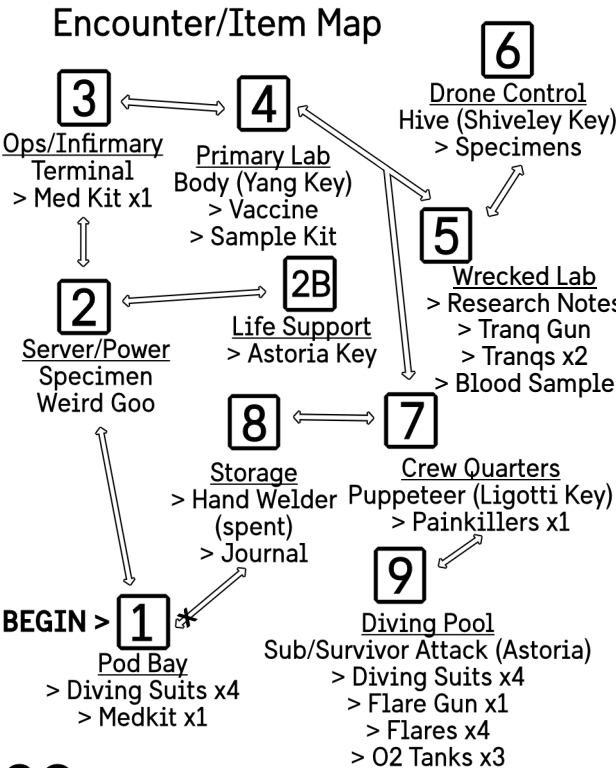 Encounter/Item Map
3
Ops/Infirmary
Terminal
> Med Kit x1
4
Primary Lab
Body (Yang Key)
> Vaccine
> Sample Kit
6
Drone Control
Hive (Shiveley Key)
> Specimens
5
Wrecked Lab
> Research Notes
> Tranq Gun
> Tranqs x2
> Blood Sample
2
Server/Power
Specimen
Weird Goo
2B
Life Support
> Astoria Key
8
Storage
> Hand Welder
(spent)
> Journal
7
Crew Quarters
Puppeteer (Ligotti Key)
> Painkillers x1
BEGIN > 1
*
Pod Bay
> Diving Suits x4
> Medkit x1
9
Diving Pool
Sub/Survivor Attack (Astoria)
> Diving Suits x4
> Flare Gun x1
> Flares x4
> O2 Tanks x3